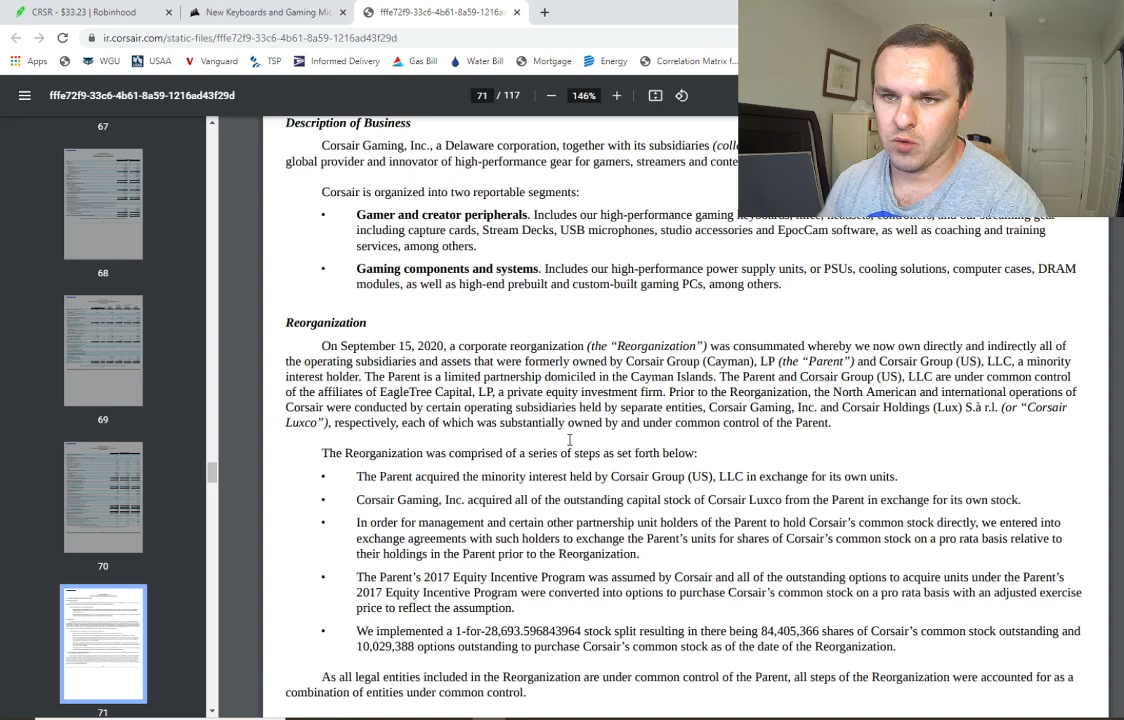 CRSR - $33.23 | Robinhood
New Keyboards and Gaming Mic
fffe72f9-33c6-4b61-8a59-1216a
ir.corsair.com/static-files/fffe72f9-33c6-4b61-8a59-1216ad43f29d
Apps WGU USAA Vanguard TSP Informed Delivery Gas Bill Water Bill Mortgage Energy Correlation Matrix f...
fffe72f9-33c6-4b61-8a59-1216ad43f29d
71 / 117
146%
67
68
69
70
71
Description of Business
Corsair Gaming, Inc., a Delaware corporation, together with its subsidiaries
global provider and innovator of high-performance gear for gamers, streamers and
Corsair is organized into two reportable segments:
• Gamer and creator peripherals. Includes our high-performance gaming keyboards, mice, headsets, controllers, and our streaming gear
including capture cards, Stream Decks, USB microphones, studio accessories and EpocCam software, as well as coaching and training
services, among others.
• Gaming components and systems. Includes our high-performance power supply units, or PSUs, cooling solutions, computer cases, DRAM
modules, as well as high-end prebuilt and custom-built gaming PCs, among others.
Reorganization
On September 15, 2020, a corporate reorganization (the “Reorganization”) was consummated whereby we now own directly and indirectly all of
the operating subsidiaries and assets that were formerly owned by Corsair Group (Cayman), LP (the “Parent”) and Corsair Group (US), LLC, a minority
interest holder. The Parent is a limited partnership domiciled in the Cayman Islands. The Parent and Corsair Group (US), LLC are under common control
of the affiliates of EagleTree Capital, LP, a private equity investment firm. Prior to the Reorganization, the North American and international operations of
Corsair were conducted by certain operating subsidiaries held by separate entities, Corsair Gaming, Inc. and Corsair Holdings (Lux) S.à r.l. (or “Corsair
Luxco”), respectively, each of which was substantially owned by and under common control of the Parent.
The Reorganization was comprised of a series of steps as set forth below:
• The Parent acquired the minority interest held by Corsair Group (US), LLC in exchange for its own units.
• Corsair Gaming, Inc. acquired all of the outstanding capital stock of Corsair Luxco from the Parent in exchange for its own stock.
• In order for management and certain other partnership unit holders of the Parent to hold Corsair’s common stock directly, we entered into
exchange agreements with such holders to exchange the Parent’s units for shares of Corsair’s common stock on a pro rata basis relative to
their holdings in the Parent prior to the Reorganization.
• The Parent’s 2017 Equity Incentive Program was assumed by Corsair and all of the outstanding options to acquire units under the Parent’s
2017 Equity Incentive Program were converted into options to purchase Corsair’s common stock on a pro rata basis with an adjusted exercise
price to reflect the assumption.
• We implemented a 1-for-28,693.596843964 stock split resulting in there being 84,405,366 shares of Corsair’s common stock outstanding and
10,029,388 options outstanding to purchase Corsair’s common stock as of the date of the Reorganization.
As all legal entities included in the Reorganization are under common control of the Parent, all steps of the Reorganization were accounted for as a
combination of entities under common control.